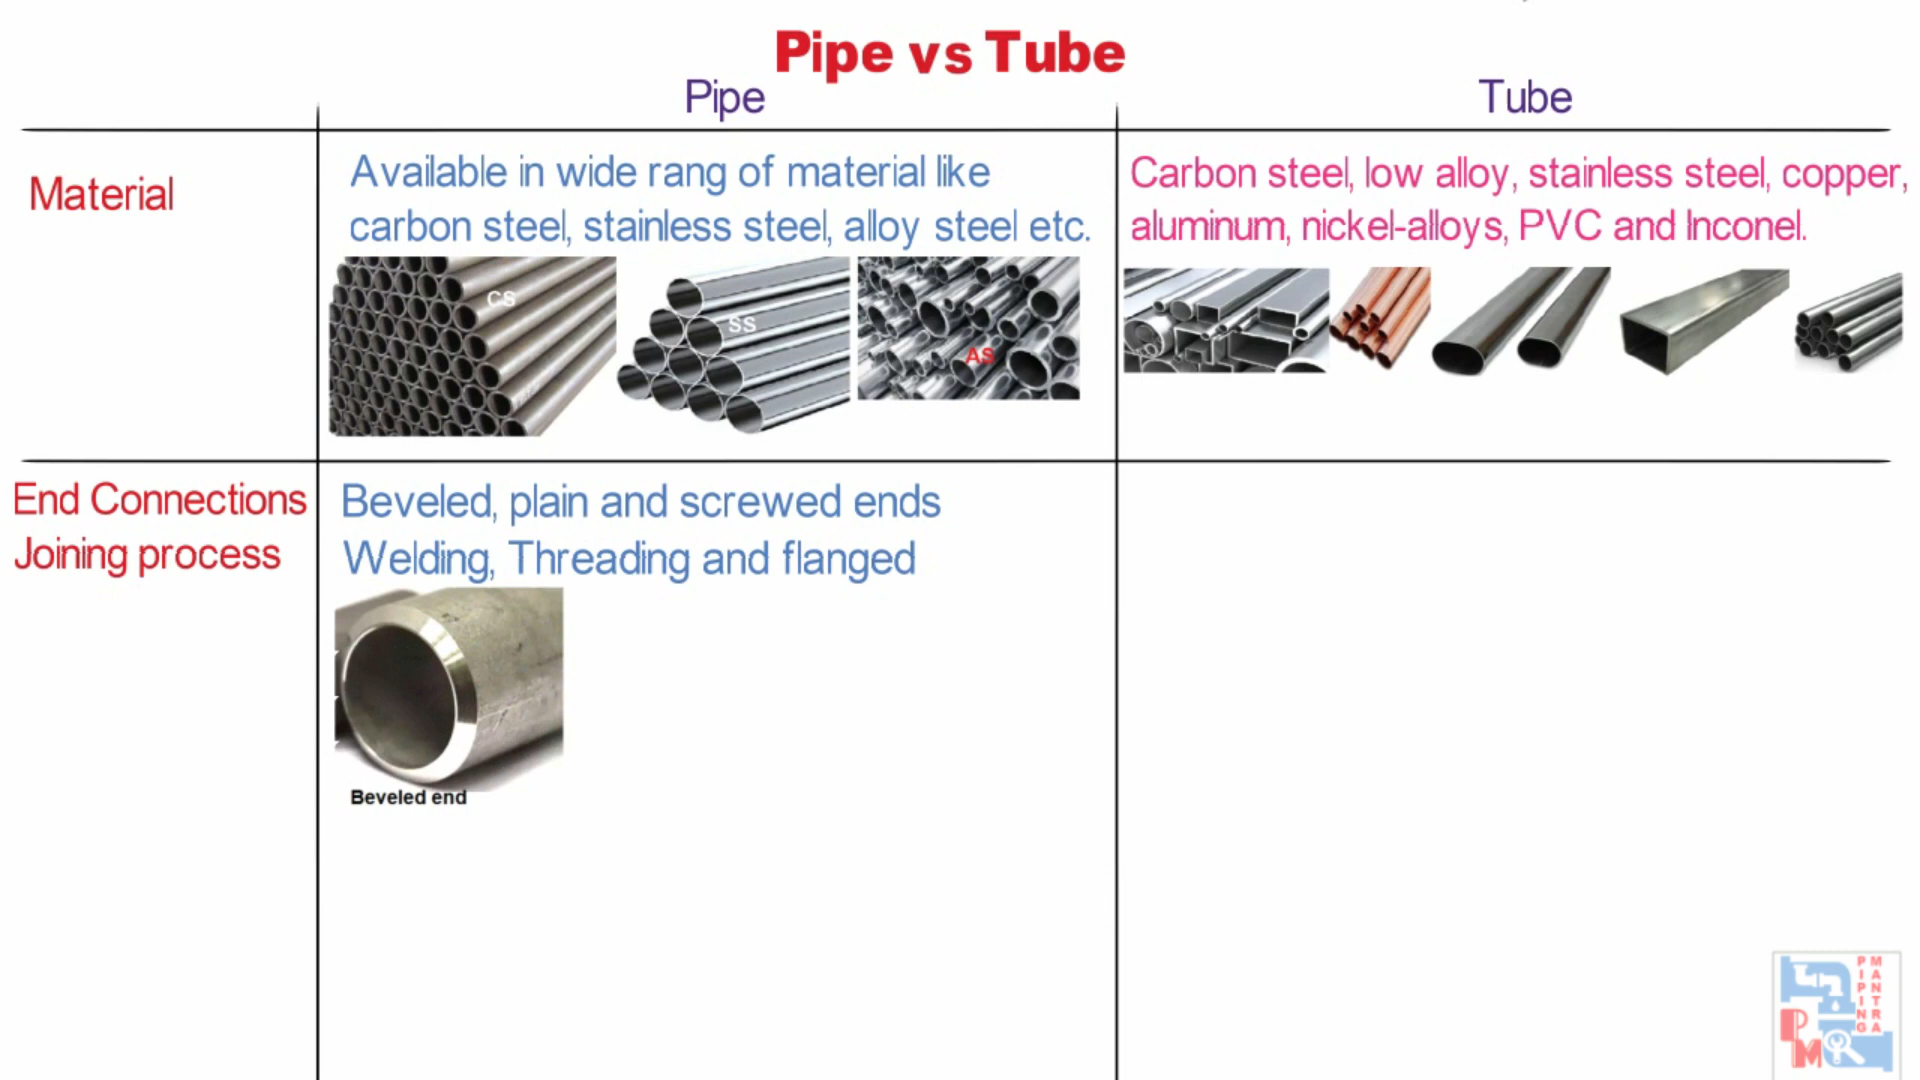 Pipe vs Tube
Pipe
Tube
Material
Available in wide rang of material like
carbon steel, stainless steel, alloy steel etc.
Carbon steel, low alloy, stainless steel, copper,
aluminum, nickel-alloys, PVC and Inconel.
CS
SS
AS
End Connections
Joining process
Beveled, plain and screwed ends
Welding, Threading and flanged
Beveled end
PIPING
MANTRA
PM